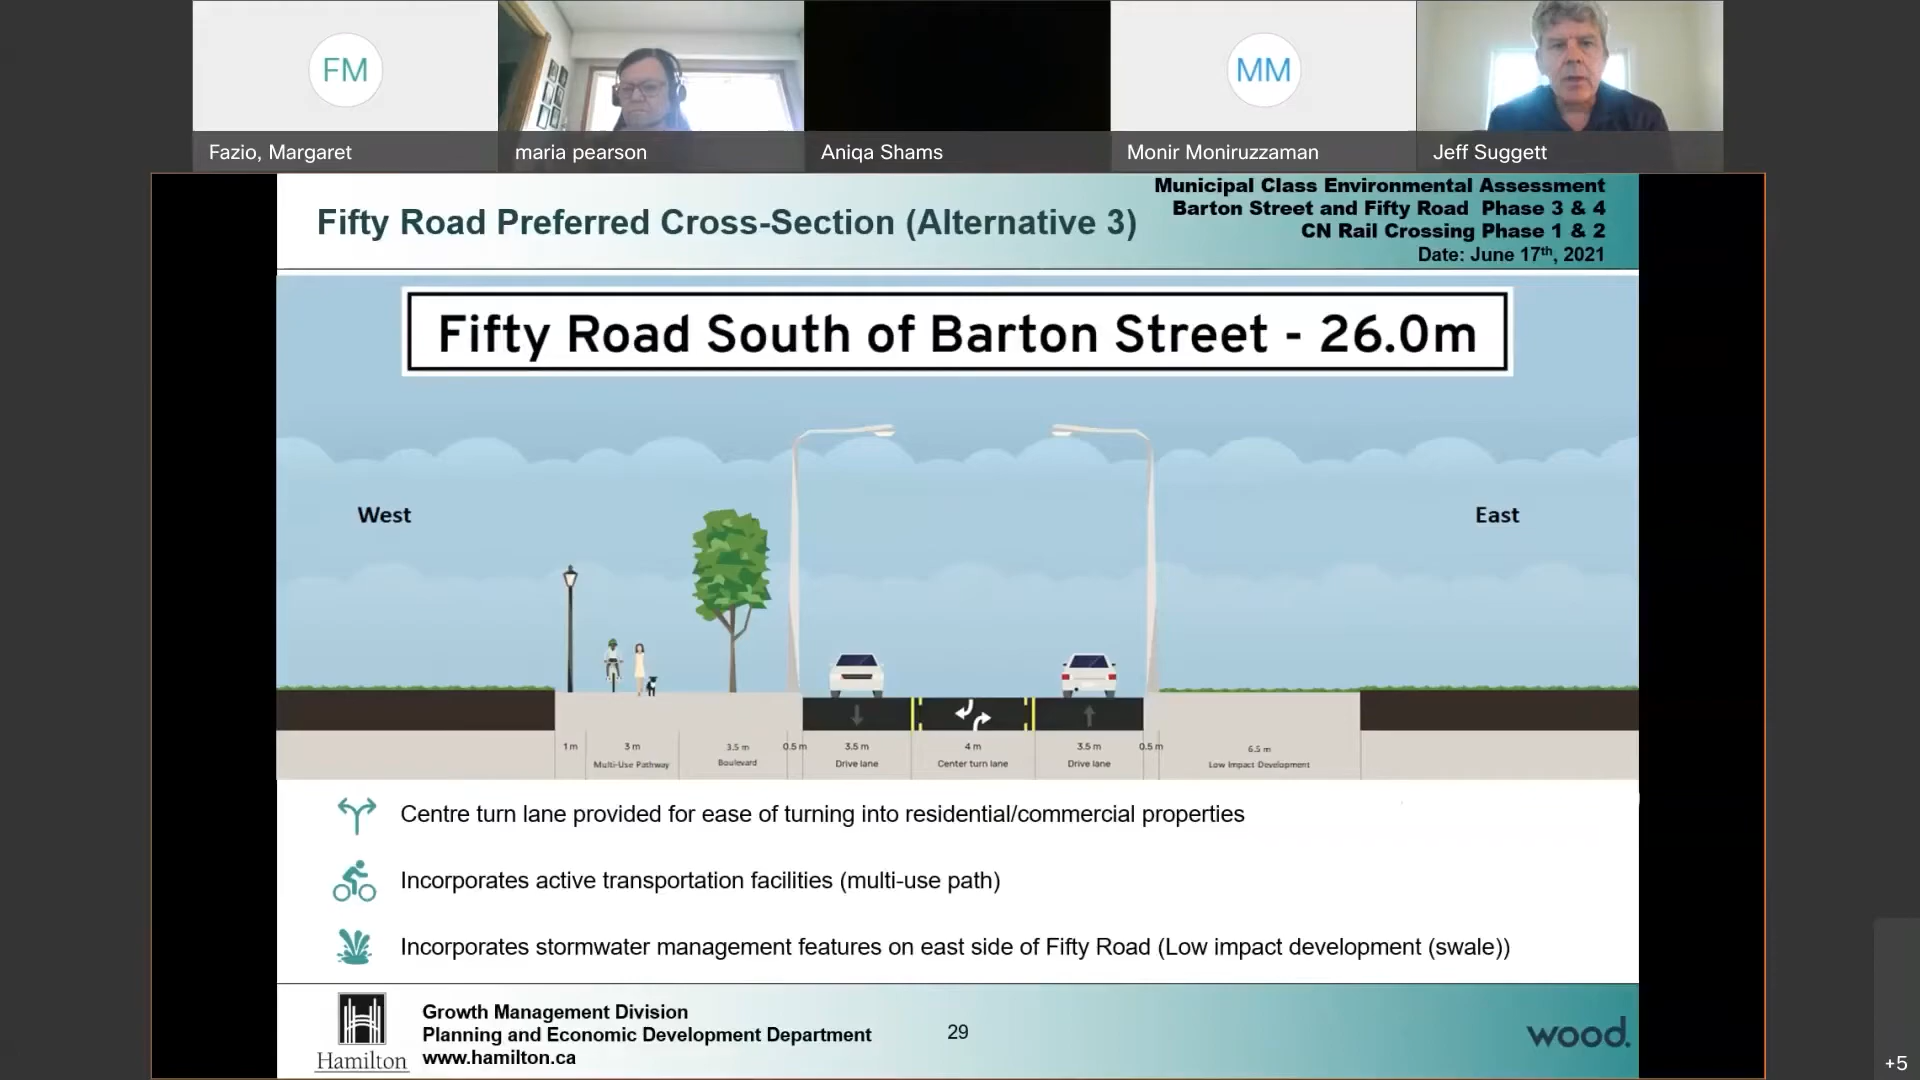 FM
MM
Fazio, Margaret
maria pearson
Aniqa Shams
Monir Moniruzzaman
Jeff Suggett
Fifty Road Preferred Cross-Section (Alternative 3)
Municipal Class Environmental Assessment
Barton Street and Fifty Road Phase 3 & 4
CN Rail Crossing Phase 1 & 2
Date: June 17th, 2021
Fifty Road South of Barton Street - 26.0m
West
East
1 m
3 m
3.5 m
0.5 m
3.5 m
4 m
3.5 m
0.5 m
6.5 m
Multi-Use Pathway
Boulevard
Drive lane
Center turn lane
Drive lane
Low Impact Development
Centre turn lane provided for ease of turning into residential/commercial properties
Incorporates active transportation facilities (multi-use path)
Incorporates stormwater management features on east side of Fifty Road (Low impact development (swale))
Hamilton
Growth Management Division
Planning and Economic Development Department
www.hamilton.ca
29
wood.
+5